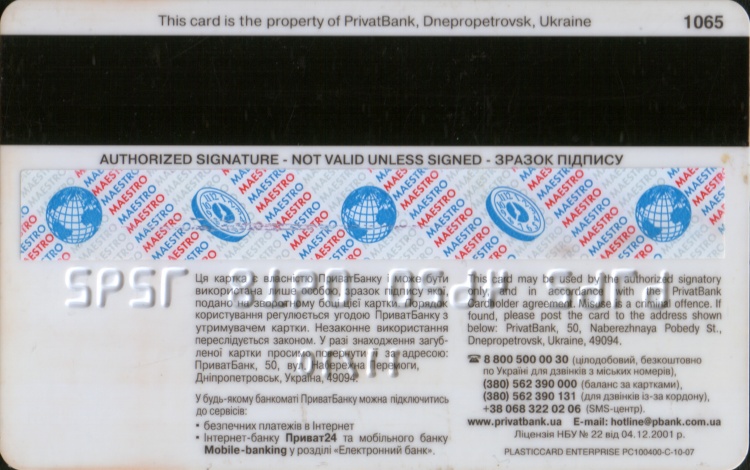 This card is the property of PrivatBank, Dnepropetrovsk, Ukraine 1065
AUTHORIZED SIGNATURE - NOT VALID UNLESS SIGNED - ЗРАЗОК ПІДПИСУ
MAESTRO MAESTRO MAESTRO MAESTRO
Ця картка є власністю ПриватБанку і може бути
використана лише особою, зразок підпису якої,
подано на зворотному боці цієї картки. Порядок
користування регулюється угодою ПриватБанку з
утримувачем картки. Незаконне використання
переслідується законом. У разі знаходження загуб-
леної картки просимо повернути за адресою:
ПриватБанк, 50, вул. Набережна Перемоги,
Дніпропетровськ, Україна, 49094.
У будь-якому банкоматі ПриватБанку можна підключитись
до сервісів:
• безпечних платежів в Інтернет
• Інтернет-банку Приват24 та мобільного банку
Mobile-banking у розділі «Електронний банк».
This card may be used by the authorized signatory
only, and in accordance with the PrivatBank
Cardholder agreement. Misuse is a criminal offence. If
found, please post the card to the address shown
below: PrivatBank, 50, Naberezhnaya Pobedy St.,
Dnepropetrovsk, Ukraine, 49094.
☎ 8 800 500 00 30 (цілодобовий, безкоштовно
по Україні для дзвінків з міських номерів),
(380) 562 390 000 (баланс за картками),
(380) 562 390 131 (для дзвінків із-за кордону),
+38 068 322 02 06 (SMS-центр).
www.privatbank.ua E-mail: hotline@pbank.com.ua
Ліцензія НБУ № 22 від 04.12.2001 р.
PLASTICCARD ENTERPRISE PC100400-C-10-07